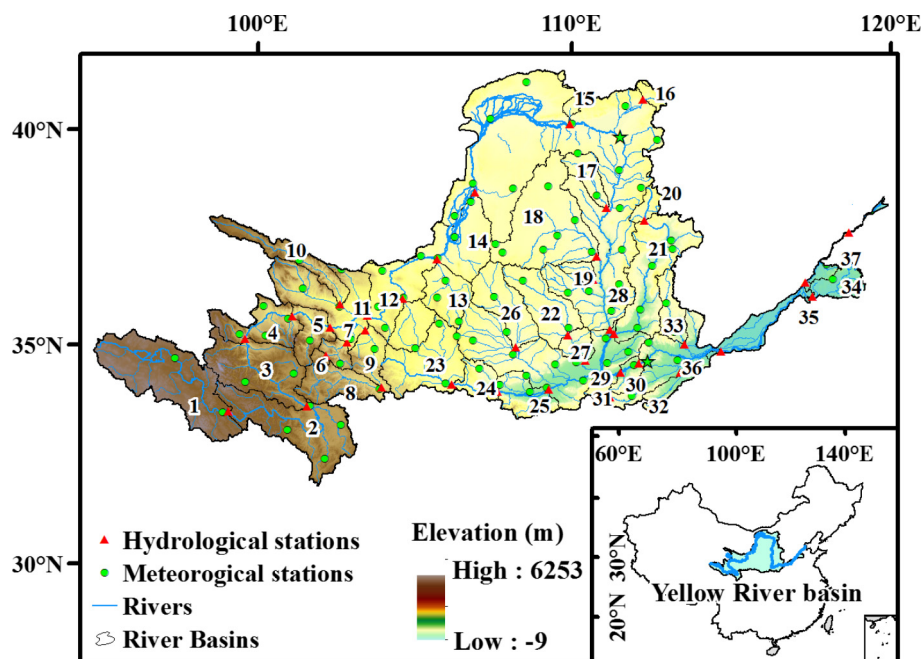 100°E 110°E 120°E
40°N
35°N
30°N
15 16
17 20
18
14 21
10 37
19 34
12 28
11 13 35
5 26 33
4 7 22
6 9 27 36
3 23
8 24 29 30
1 25 31 32
2
Hydrological stations
Meteorogical stations
Rivers
River Basins
Elevation (m)
High : 6253
Low : -9
60°E 100°E 140°E
30°N
20°N
Yellow River basin